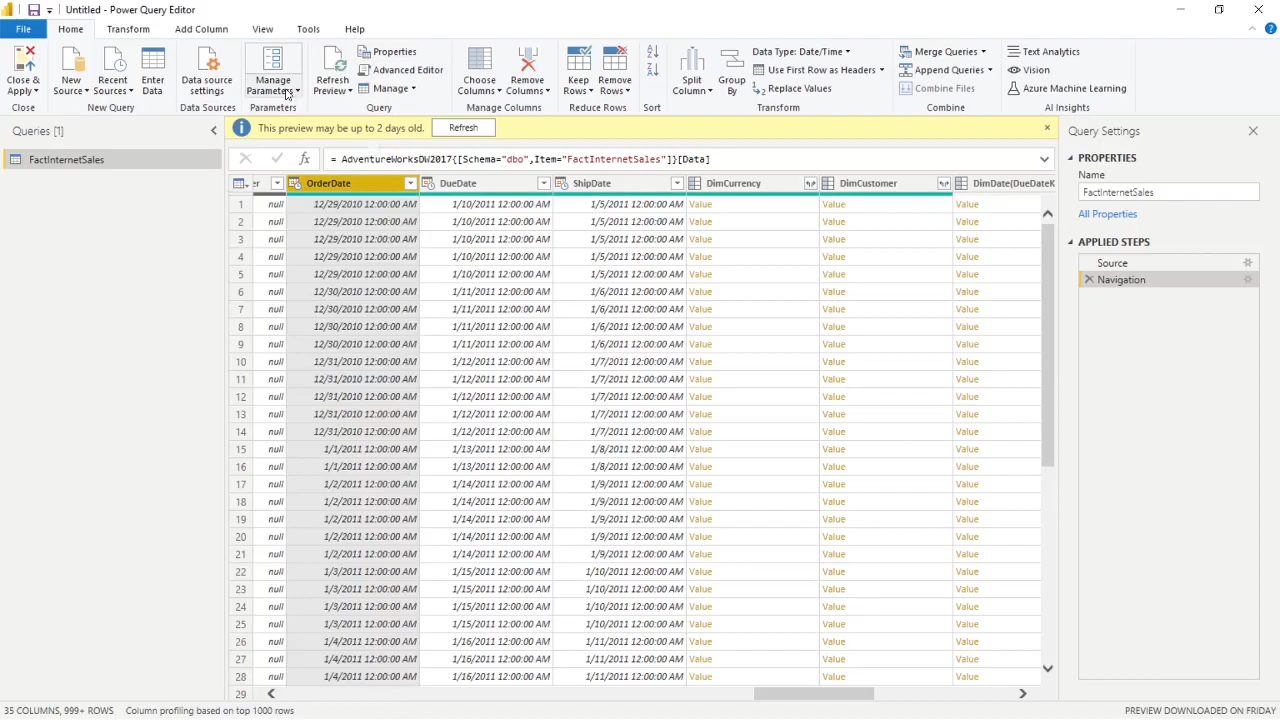 Untitled - Power Query Editor
File Home Transform Add Column View Tools Help
Close & Apply New Source Recent Sources Enter Data Data source settings Manage Parameters Refresh Preview Properties Advanced Editor Manage Choose Columns Remove Columns Keep Rows Remove Rows Split Column Group By Data Type: Date/Time Use First Row as Headers Replace Values Merge Queries Append Queries Combine Files Text Analytics Vision Azure Machine Learning
Close New Query Data Sources Parameters Query Manage Columns Reduce Rows Sort Transform Combine AI Insights
Queries [1]
FactInternetSales
This preview may be up to 2 days old. Refresh
= AdventureWorksDW2017{[Schema="dbo",Item="FactInternetSales"]}[Data]
er OrderDate DueDate ShipDate DimCurrency DimCustomer DimDate(DueDateK
1 null 12/29/2010 12:00:00 AM 1/10/2011 12:00:00 AM 1/5/2011 12:00:00 AM Value Value Value
2 null 12/29/2010 12:00:00 AM 1/10/2011 12:00:00 AM 1/5/2011 12:00:00 AM Value Value Value
3 null 12/29/2010 12:00:00 AM 1/10/2011 12:00:00 AM 1/5/2011 12:00:00 AM Value Value Value
4 null 12/29/2010 12:00:00 AM 1/10/2011 12:00:00 AM 1/5/2011 12:00:00 AM Value Value Value
5 null 12/29/2010 12:00:00 AM 1/10/2011 12:00:00 AM 1/5/2011 12:00:00 AM Value Value Value
6 null 12/30/2010 12:00:00 AM 1/11/2011 12:00:00 AM 1/6/2011 12:00:00 AM Value Value Value
7 null 12/30/2010 12:00:00 AM 1/11/2011 12:00:00 AM 1/6/2011 12:00:00 AM Value Value Value
8 null 12/30/2010 12:00:00 AM 1/11/2011 12:00:00 AM 1/6/2011 12:00:00 AM Value Value Value
9 null 12/30/2010 12:00:00 AM 1/11/2011 12:00:00 AM 1/6/2011 12:00:00 AM Value Value Value
10 null 12/31/2010 12:00:00 AM 1/12/2011 12:00:00 AM 1/7/2011 12:00:00 AM Value Value Value
11 null 12/31/2010 12:00:00 AM 1/12/2011 12:00:00 AM 1/7/2011 12:00:00 AM Value Value Value
12 null 12/31/2010 12:00:00 AM 1/12/2011 12:00:00 AM 1/7/2011 12:00:00 AM Value Value Value
13 null 12/31/2010 12:00:00 AM 1/12/2011 12:00:00 AM 1/7/2011 12:00:00 AM Value Value Value
14 null 12/31/2010 12:00:00 AM 1/12/2011 12:00:00 AM 1/7/2011 12:00:00 AM Value Value Value
15 null 1/1/2011 12:00:00 AM 1/13/2011 12:00:00 AM 1/8/2011 12:00:00 AM Value Value Value
16 null 1/1/2011 12:00:00 AM 1/13/2011 12:00:00 AM 1/8/2011 12:00:00 AM Value Value Value
17 null 1/2/2011 12:00:00 AM 1/14/2011 12:00:00 AM 1/9/2011 12:00:00 AM Value Value Value
18 null 1/2/2011 12:00:00 AM 1/14/2011 12:00:00 AM 1/9/2011 12:00:00 AM Value Value Value
19 null 1/2/2011 12:00:00 AM 1/14/2011 12:00:00 AM 1/9/2011 12:00:00 AM Value Value Value
20 null 1/2/2011 12:00:00 AM 1/14/2011 12:00:00 AM 1/9/2011 12:00:00 AM Value Value Value
21 null 1/2/2011 12:00:00 AM 1/14/2011 12:00:00 AM 1/9/2011 12:00:00 AM Value Value Value
22 null 1/3/2011 12:00:00 AM 1/15/2011 12:00:00 AM 1/10/2011 12:00:00 AM Value Value Value
23 null 1/3/2011 12:00:00 AM 1/15/2011 12:00:00 AM 1/10/2011 12:00:00 AM Value Value Value
24 null 1/3/2011 12:00:00 AM 1/15/2011 12:00:00 AM 1/10/2011 12:00:00 AM Value Value Value
25 null 1/3/2011 12:00:00 AM 1/15/2011 12:00:00 AM 1/10/2011 12:00:00 AM Value Value Value
26 null 1/4/2011 12:00:00 AM 1/16/2011 12:00:00 AM 1/11/2011 12:00:00 AM Value Value Value
27 null 1/4/2011 12:00:00 AM 1/16/2011 12:00:00 AM 1/11/2011 12:00:00 AM Value Value Value
28 null 1/4/2011 12:00:00 AM 1/16/2011 12:00:00 AM 1/11/2011 12:00:00 AM Value Value Value
29
Query Settings
PROPERTIES
Name
FactInternetSales
All Properties
APPLIED STEPS
Source
Navigation
35 COLUMNS, 999+ ROWS Column profiling based on top 1000 rows PREVIEW DOWNLOADED ON FRIDAY